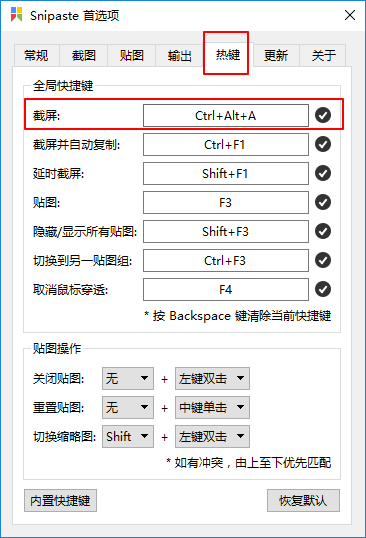 Snipaste 首选项
常规 截图 贴图 输出 热键 更新 关于
全局快捷键
截屏: Ctrl+Alt+A
截屏并自动复制: Ctrl+F1
延时截屏: Shift+F1
贴图: F3
隐藏/显示所有贴图: Shift+F3
切换到另一贴图组: Ctrl+F3
取消鼠标穿透: F4
* 按 Backspace 键清除当前快捷键
贴图操作
关闭贴图: 无 + 左键双击
重置贴图: 无 + 中键单击
切换缩略图: Shift + 左键双击
* 如有冲突，由上至下优先匹配
内置快捷键 恢复默认